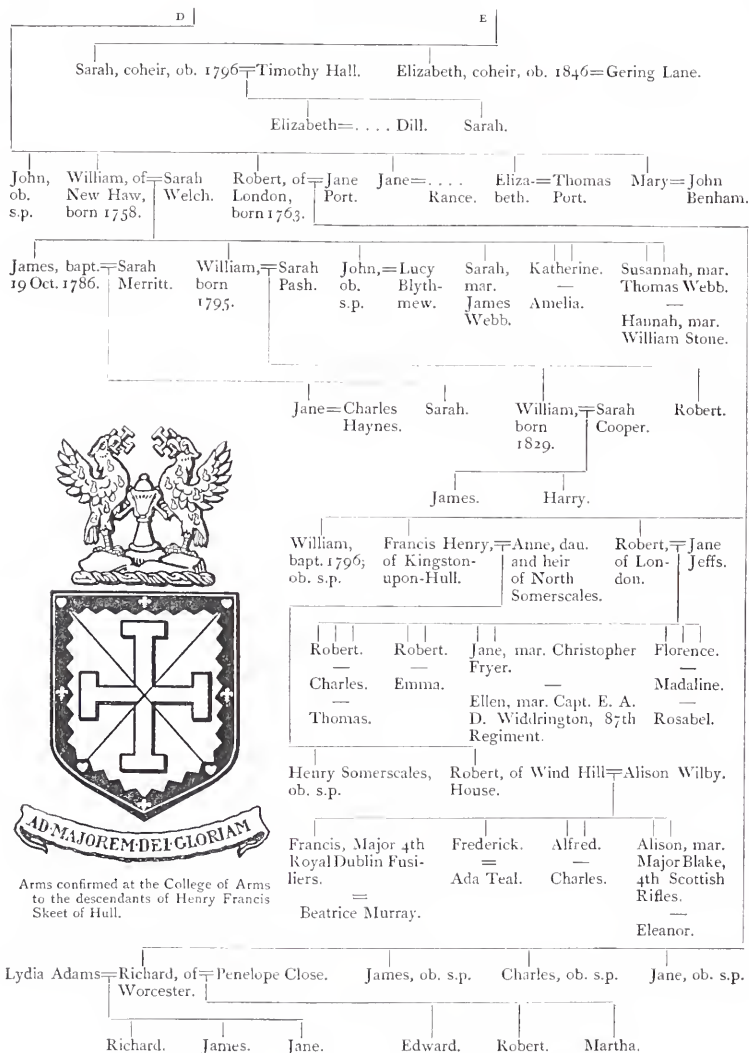 D E
Sarah, coheir, ob. 1796=Timothy Hall. Elizabeth, coheir, ob. 1846=Gering Lane.
Elizabeth=.... Dill. Sarah.
John, William, of=Sarah Robert, of=Jane Jane=.... Eliza-=Thomas Mary=John
ob. New Haw, Welch. London, Port. Rance. beth. Port. Benham.
s.p. born 1758. born 1763.
James, bapt.=Sarah William,=Sarah John,=Lucy Sarah, Katherine. Susannah, mar.
19 Oct. 1786. Merritt. born Pash. ob. Blyth- mar. — Thomas Webb.
1795. s.p. mew. James Amelia. —
Webb. Hannah, mar.
William Stone.
Jane=Charles Sarah. William,=Sarah Robert.
Haynes. born Cooper.
1829.
James. Harry.
William, Francis Henry,=Anne, dau. Robert,=Jane
bapt. 1796; of Kingston- and heir of Lon- Jeffs.
ob. s.p. upon-Hull. of North don.
Somerscales.
Robert. Robert. Jane, mar. Christopher Florence.
— — Fryer. —
Charles. Emma. — Madaline.
— Ellen, mar. Capt. E. A. —
Thomas. D. Widdrington, 87th Rosabel.
Regiment.
Henry Somerscales, Robert, of Wind Hill=Alison Wilby.
ob. s.p. House.
AD·MAJOREM·DEI·GLORIAM
Francis, Major 4th Frederick. Alfred. Alison, mar.
Royal Dublin Fusi- = — Major Blake,
liers. Ada Teal. Charles. 4th Scottish
= Rifles.
Beatrice Murray. —
Eleanor.
Arms confirmed at the College of Arms
to the descendants of Henry Francis
Skeet of Hull.
Lydia Adams=Richard, of=Penelope Close. James, ob. s.p. Charles, ob. s.p. Jane, ob. s.p.
Worcester.
Richard. James. Jane. Edward. Robert. Martha.